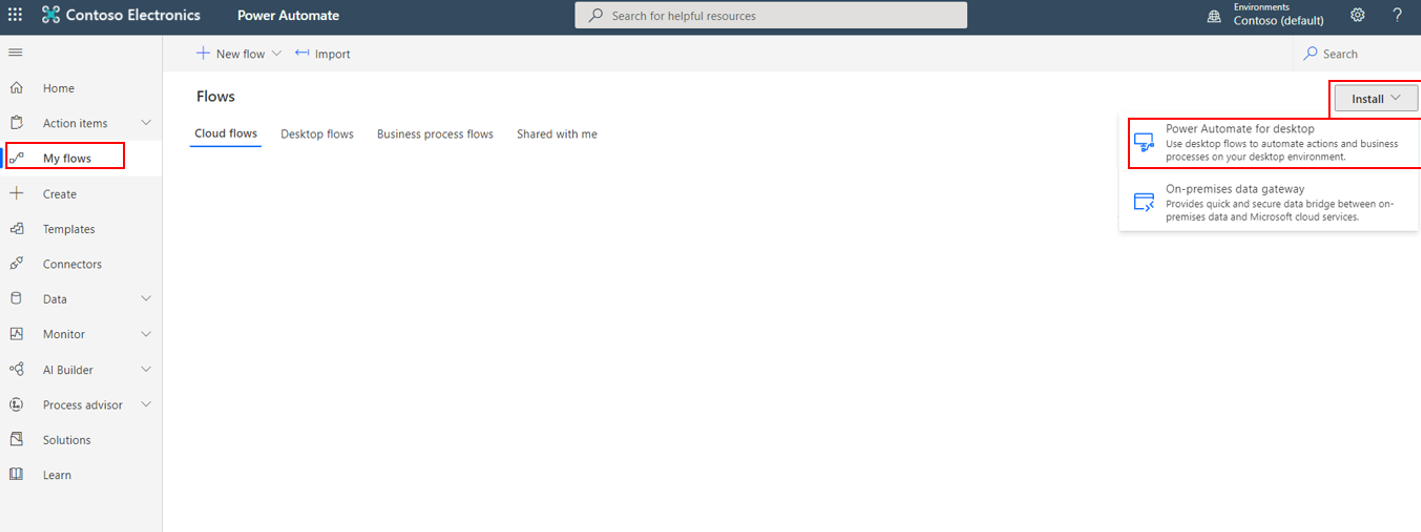 Contoso Electronics
Power Automate
Search for helpful resources
Environments
Contoso (default)
?
New flow
Import
Search
Home
Action items
My flows
Create
Templates
Connectors
Data
Monitor
AI Builder
Process advisor
Solutions
Learn
Flows
Install
Cloud flows
Desktop flows
Business process flows
Shared with me
Power Automate for desktop
Use desktop flows to automate actions and business
processes on your desktop environment.
On-premises data gateway
Provides quick and secure data bridge between on-
premises data and Microsoft cloud services.